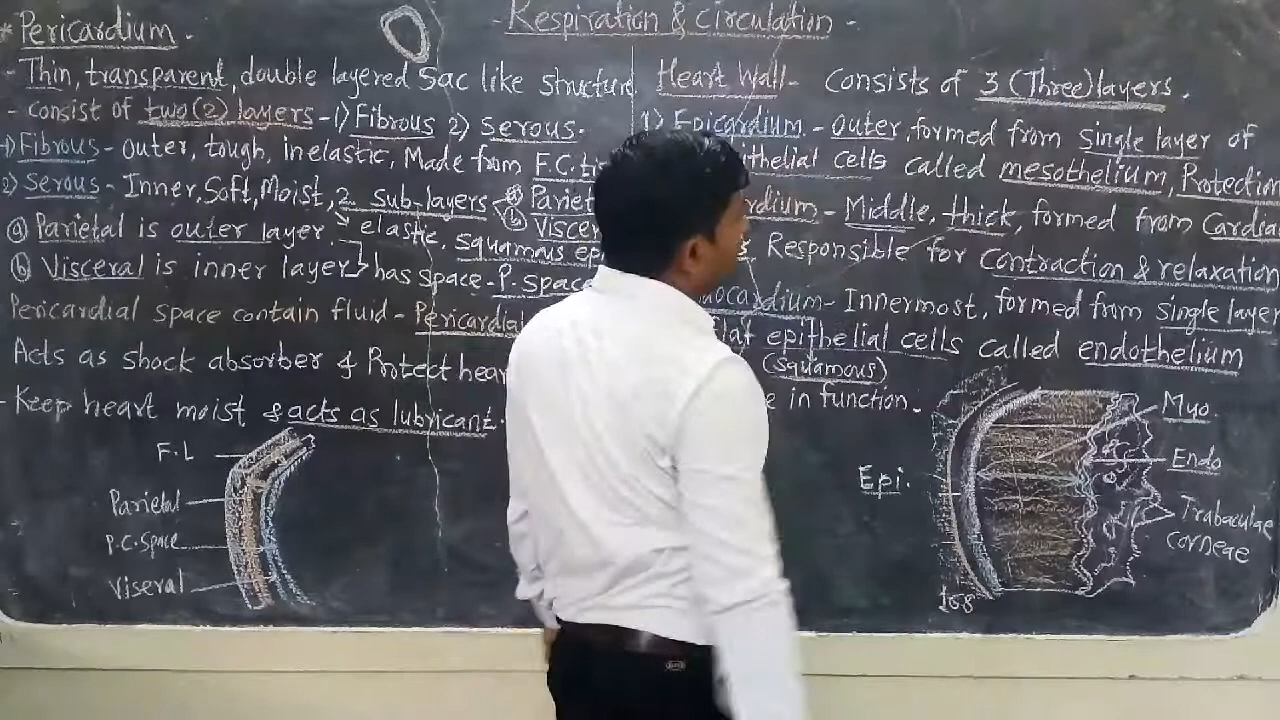 - Respiration & circulation -
* Pericardium -
- Thin, transparent, double layered Sac like structure
- consist of two (2) layers - 1) Fibrous 2) Serous.
1) Fibrous - outer, tough, inelastic, Made from F.C.
2) Serous - Inner, Soft, Moist, 2 Sub-layers
ⓐ
ⓑ
ⓐ Parietal is outer layer.
elastic, squamous
ⓑ Visceral is inner layer has space - P. space
Pericardial space contain fluid -
Acts as shock absorber & Protect
- Keep heart moist & acts as lubricant.
F.L
Parietal
P.C. Space
Viseral
Heart Wall - Consists of 3 (Three) layers.
1) Epicardium - Outer, formed from Single layer of
cells called mesothelium, Protection
- Middle, thick, formed from
Responsible for Contraction & relaxation
- Innermost, formed from single layer
epithelial cells called endothelium
(squamous)
in function.
Epi.
Myo.
Endo
Trabaculae
corneae